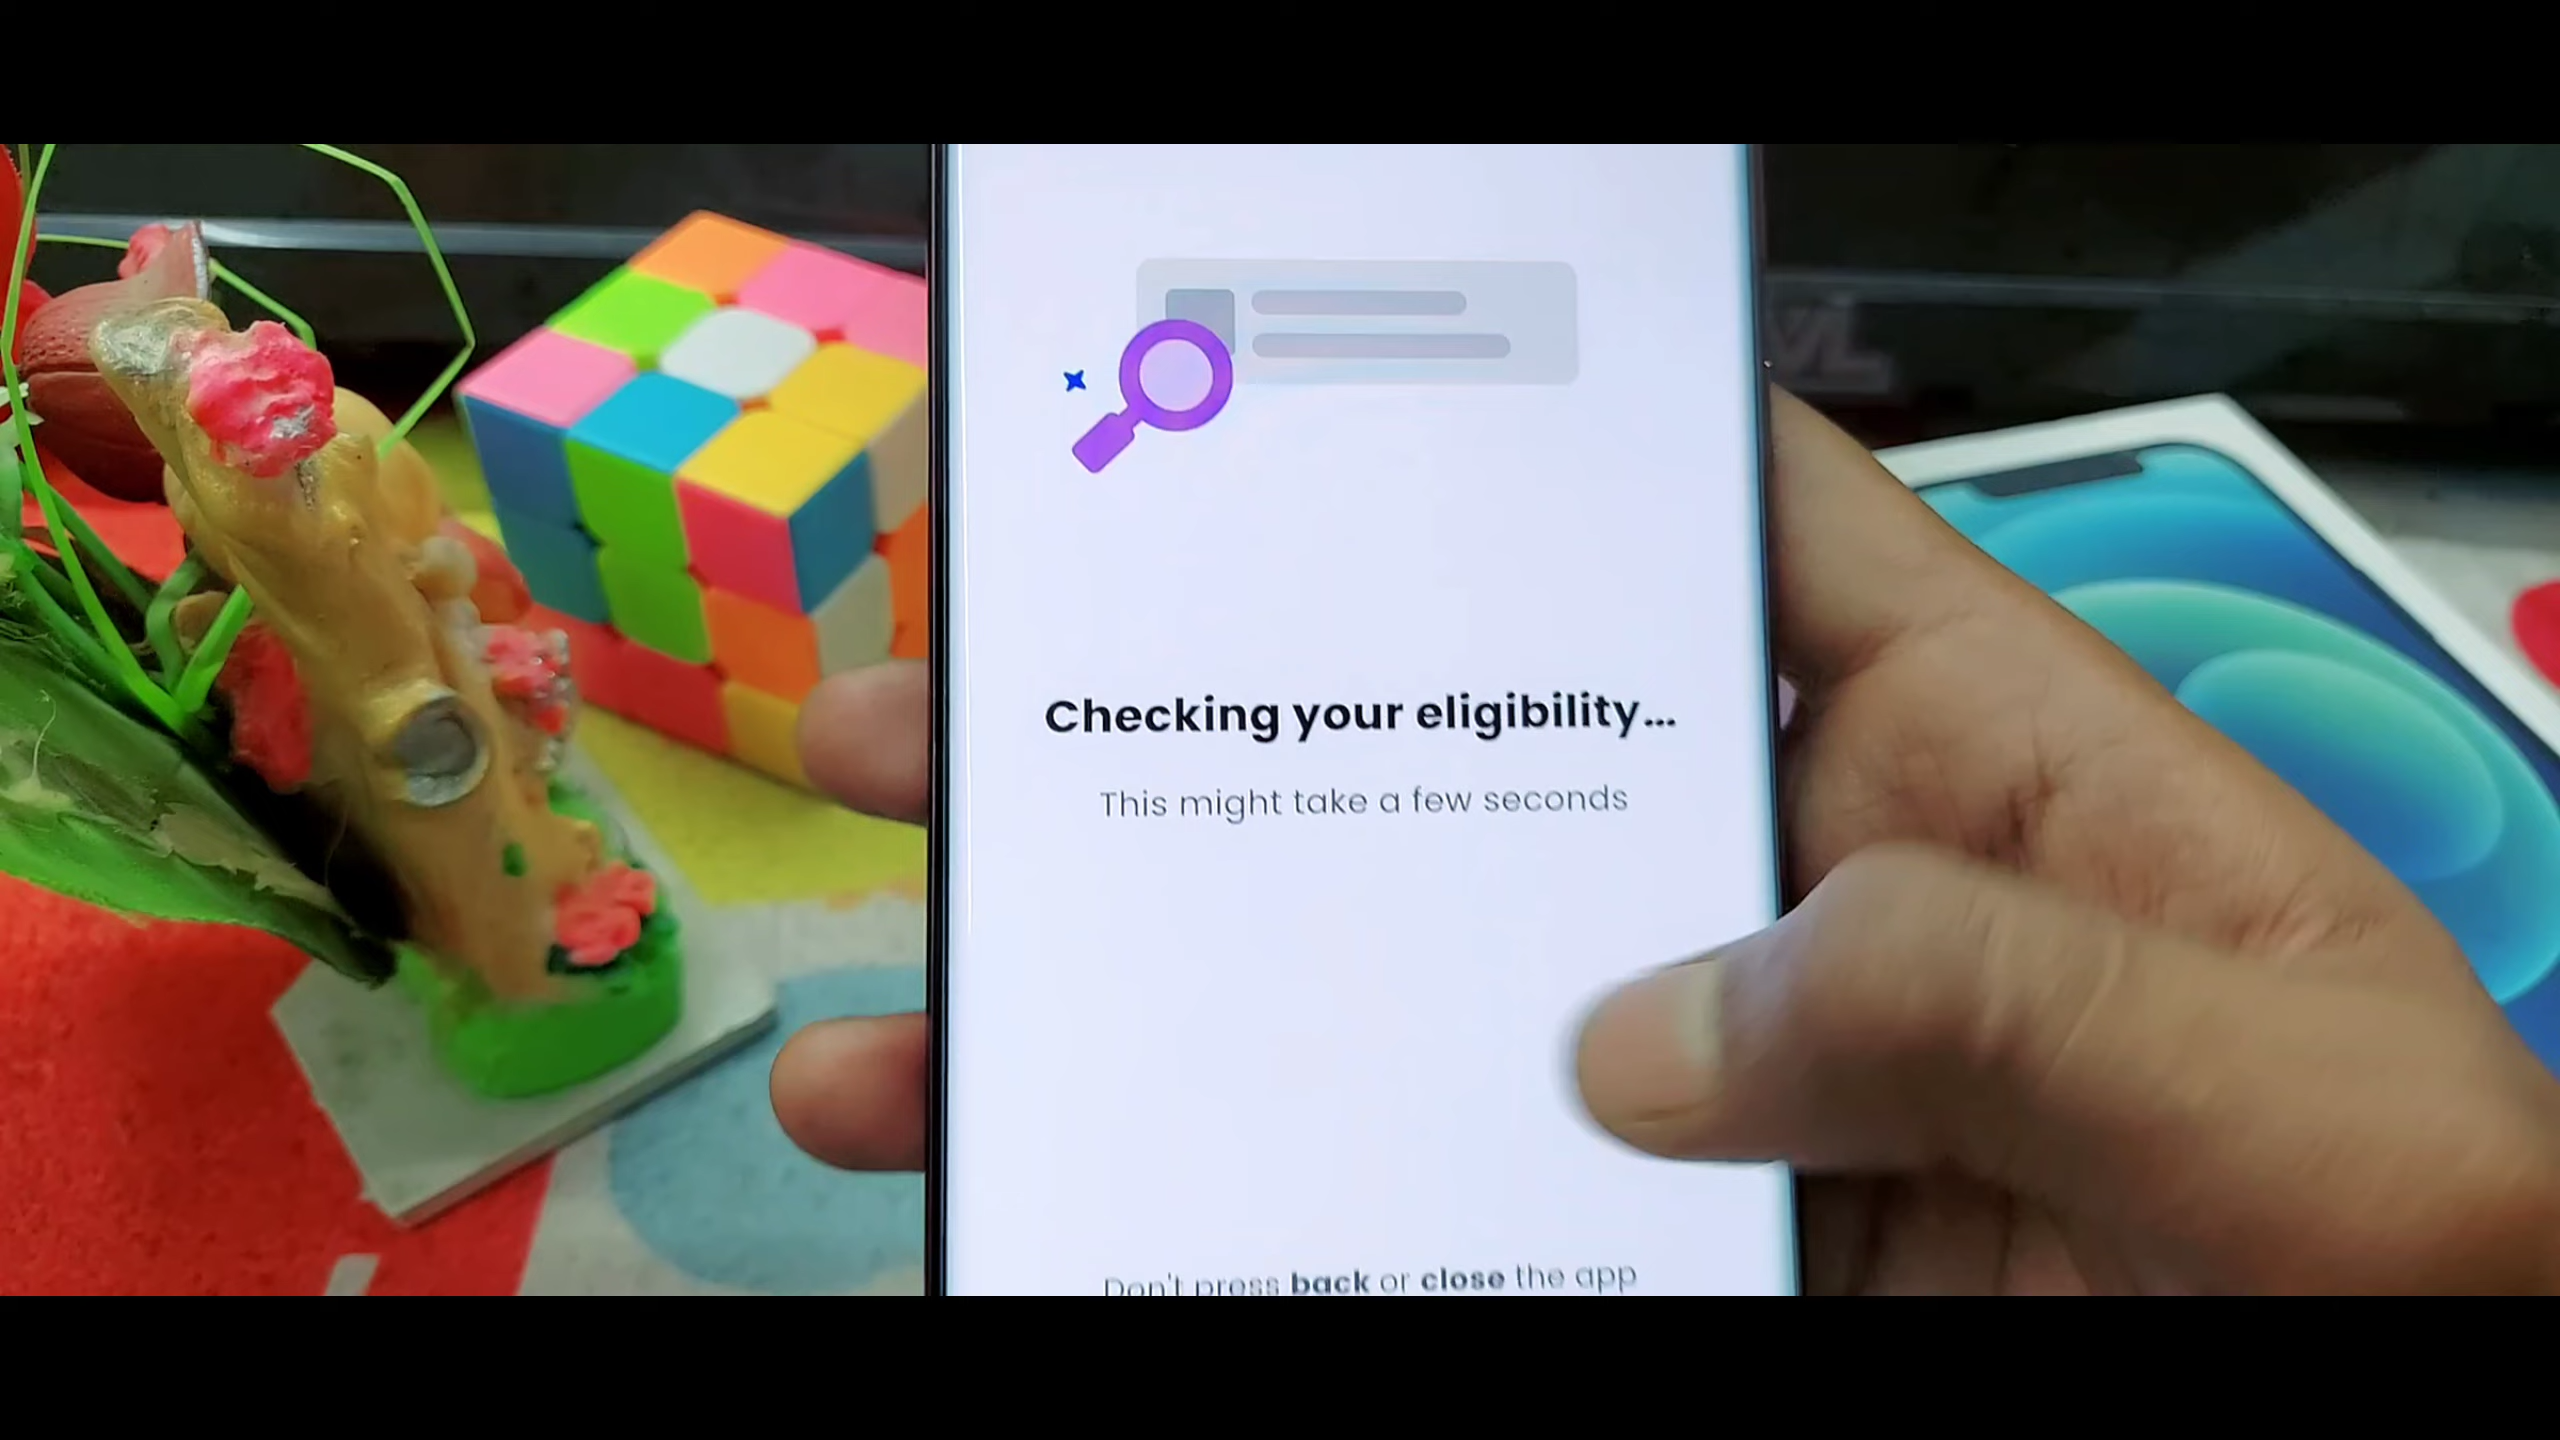 Checking your eligibility...
This might take a few seconds
Don't press back or close the app